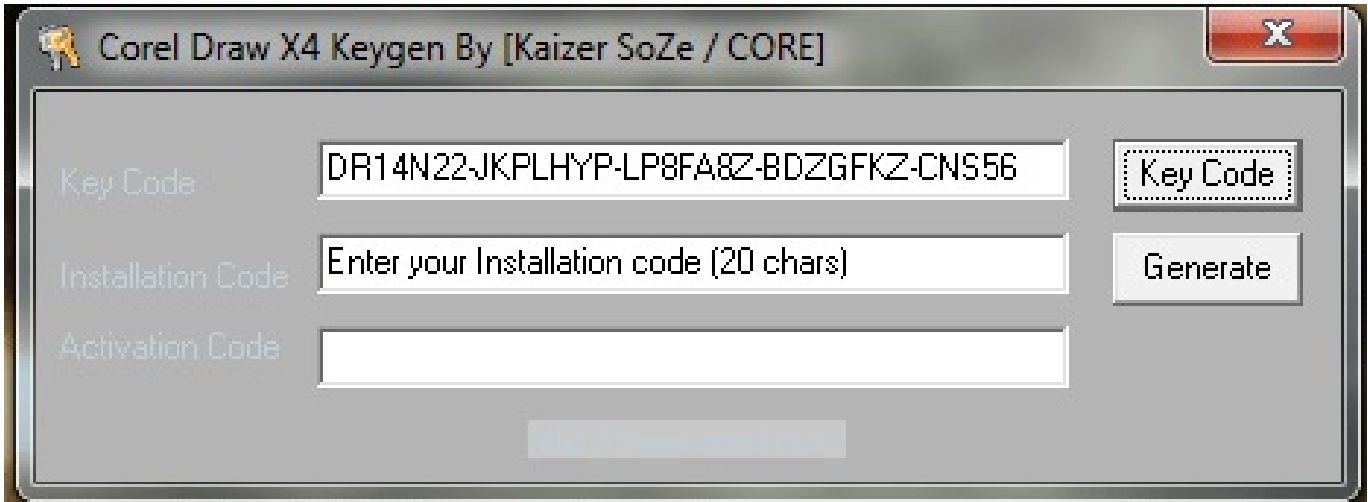 Corel Draw X4 Keygen By [Kaizer SoZe / CORE]
Key Code
DR14N22-JKPLHYP-LP8FA8Z-BDZGFKZ-CNS56
Key Code
Installation Code
Enter your Installation code (20 chars)
Generate
Activation Code